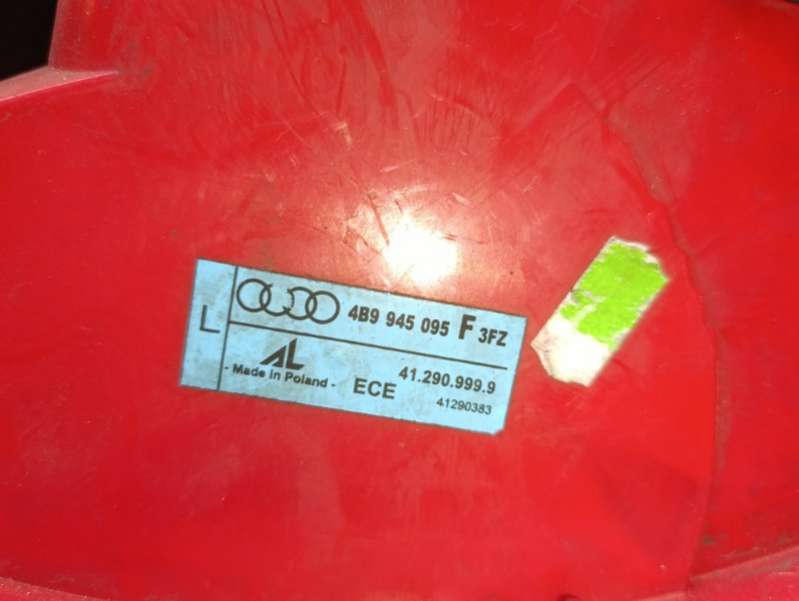 L
4B9 945 095 F 3FZ
AL
- Made in Poland -
ECE
41.290.999.9
41290383